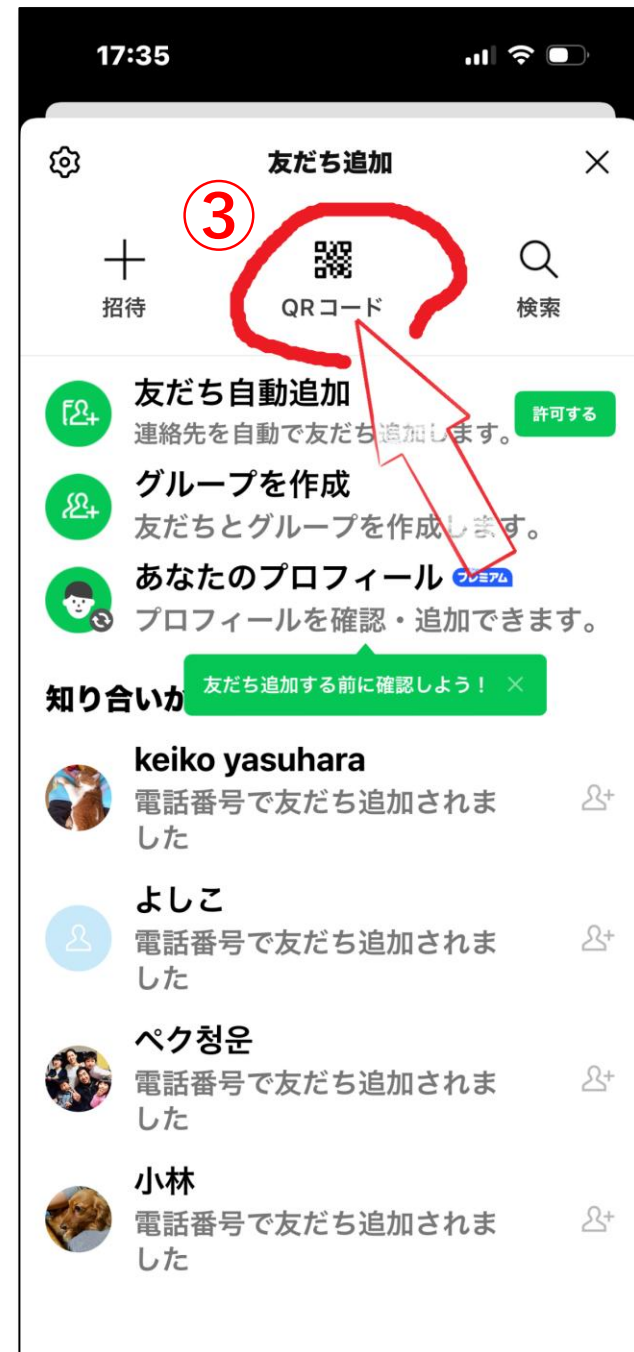 17:35
友だち追加
③
招待
QRコード
検索
友だち自動追加
連絡先を自動で友だち追加します。
許可する
グループを作成
友だちとグループを作成します。
あなたのプロフィール プレミアム
プロフィールを確認・追加できます。
知り合いか
友だち追加する前に確認しよう！
keiko yasuhara
電話番号で友だち追加されま
した
よしこ
電話番号で友だち追加されま
した
ペク청운
電話番号で友だち追加されま
した
小林
電話番号で友だち追加されま
した